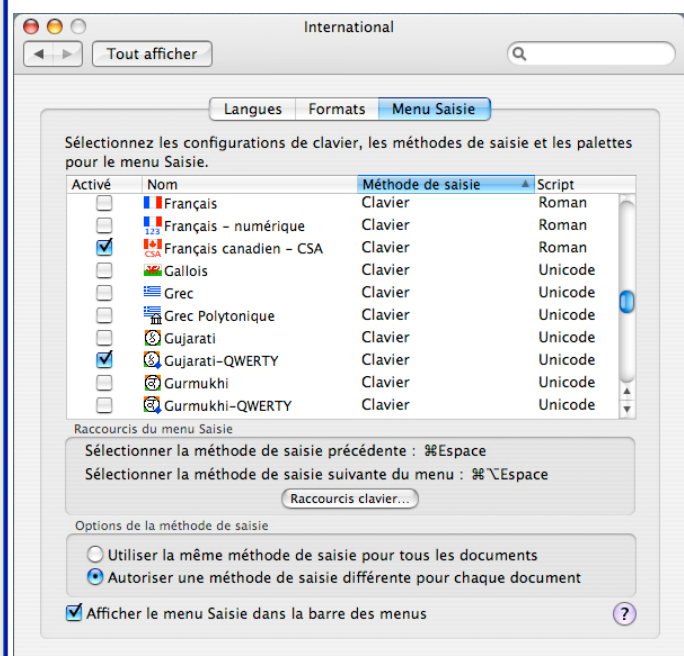 International
Tout afficher
Langues Formats Menu Saisie
Sélectionnez les configurations de clavier, les méthodes de saisie et les palettes
pour le menu Saisie.
Activé Nom Méthode de saisie Script
Français Clavier Roman
123 Français – numérique Clavier Roman
CSA Français canadien – CSA Clavier Roman
Gallois Clavier Unicode
Grec Clavier Unicode
Grec Polytonique Clavier Unicode
Gujarati Clavier Unicode
Gujarati-QWERTY Clavier Unicode
Gurmukhi Clavier Unicode
Gurmukhi-QWERTY Clavier Unicode
Raccourcis du menu Saisie
Sélectionner la méthode de saisie précédente : ⌘Espace
Sélectionner la méthode de saisie suivante du menu : ⌘⌥Espace
Raccourcis clavier...
Options de la méthode de saisie
Utiliser la même méthode de saisie pour tous les documents
Autoriser une méthode de saisie différente pour chaque document
Afficher le menu Saisie dans la barre des menus ?